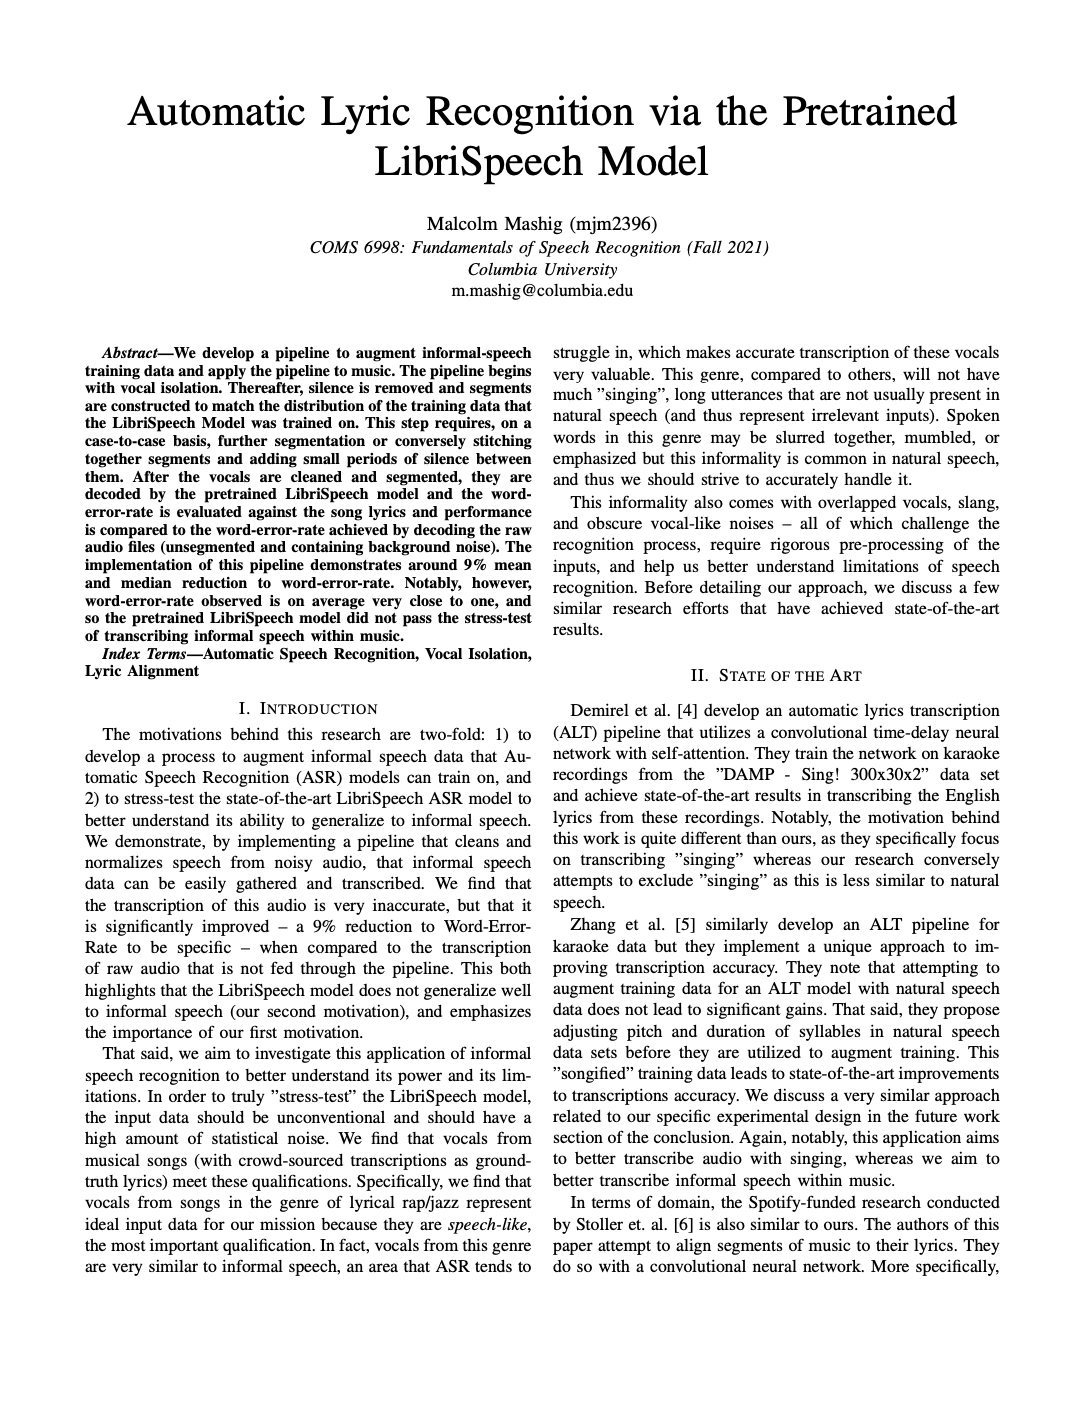 Automatic Lyric Recognition via the Pretrained
LibriSpeech Model
Malcolm Mashig (mjm2396)
COMS 6998: Fundamentals of Speech Recognition (Fall 2021)
Columbia University
m.mashig@columbia.edu
Abstract—We develop a pipeline to augment informal-speech
training data and apply the pipeline to music. The pipeline begins
with vocal isolation. Thereafter, silence is removed and segments
are constructed to match the distribution of the training data that
the LibriSpeech Model was trained on. This step requires, on a
case-to-case basis, further segmentation or conversely stitching
together segments and adding small periods of silence between
them. After the vocals are cleaned and segmented, they are
decoded by the pretrained LibriSpeech model and the word-
error-rate is evaluated against the song lyrics and performance
is compared to the word-error-rate achieved by decoding the raw
audio files (unsegmented and containing background noise). The
implementation of this pipeline demonstrates around 9% mean
and median reduction to word-error-rate. Notably, however,
word-error-rate observed is on average very close to one, and
so the pretrained LibriSpeech model did not pass the stress-test
of transcribing informal speech within music.
Index Terms—Automatic Speech Recognition, Vocal Isolation,
Lyric Alignment
I. INTRODUCTION
The motivations behind this research are two-fold: 1) to
develop a process to augment informal speech data that Au-
tomatic Speech Recognition (ASR) models can train on, and
2) to stress-test the state-of-the-art LibriSpeech ASR model to
better understand its ability to generalize to informal speech.
We demonstrate, by implementing a pipeline that cleans and
normalizes speech from noisy audio, that informal speech
data can be easily gathered and transcribed. We find that
the transcription of this audio is very inaccurate, but that it
is significantly improved – a 9% reduction to Word-Error-
Rate to be specific – when compared to the transcription
of raw audio that is not fed through the pipeline. This both
highlights that the LibriSpeech model does not generalize well
to informal speech (our second motivation), and emphasizes
the importance of our first motivation.
That said, we aim to investigate this application of informal
speech recognition to better understand its power and its lim-
itations. In order to truly ”stress-test” the LibriSpeech model,
the input data should be unconventional and should have a
high amount of statistical noise. We find that vocals from
musical songs (with crowd-sourced transcriptions as ground-
truth lyrics) meet these qualifications. Specifically, we find that
vocals from songs in the genre of lyrical rap/jazz represent
ideal input data for our mission because they are speech-like,
the most important qualification. In fact, vocals from this genre
are very similar to informal speech, an area that ASR tends to
struggle in, which makes accurate transcription of these vocals
very valuable. This genre, compared to others, will not have
much ”singing”, long utterances that are not usually present in
natural speech (and thus represent irrelevant inputs). Spoken
words in this genre may be slurred together, mumbled, or
emphasized but this informality is common in natural speech,
and thus we should strive to accurately handle it.
This informality also comes with overlapped vocals, slang,
and obscure vocal-like noises – all of which challenge the
recognition process, require rigorous pre-processing of the
inputs, and help us better understand limitations of speech
recognition. Before detailing our approach, we discuss a few
similar research efforts that have achieved state-of-the-art
results.
II. STATE OF THE ART
Demirel et al. [4] develop an automatic lyrics transcription
(ALT) pipeline that utilizes a convolutional time-delay neural
network with self-attention. They train the network on karaoke
recordings from the ”DAMP - Sing! 300x30x2” data set
and achieve state-of-the-art results in transcribing the English
lyrics from these recordings. Notably, the motivation behind
this work is quite different than ours, as they specifically focus
on transcribing ”singing” whereas our research conversely
attempts to exclude ”singing” as this is less similar to natural
speech.
Zhang et al. [5] similarly develop an ALT pipeline for
karaoke data but they implement a unique approach to im-
proving transcription accuracy. They note that attempting to
augment training data for an ALT model with natural speech
data does not lead to significant gains. That said, they propose
adjusting pitch and duration of syllables in natural speech
data sets before they are utilized to augment training. This
”songified” training data leads to state-of-the-art improvements
to transcriptions accuracy. We discuss a very similar approach
related to our specific experimental design in the future work
section of the conclusion. Again, notably, this application aims
to better transcribe audio with singing, whereas we aim to
better transcribe informal speech within music.
In terms of domain, the Spotify-funded research conducted
by Stoller et. al. [6] is also similar to ours. The authors of this
paper attempt to align segments of music to their lyrics. They
do so with a convolutional neural network. More specifically,